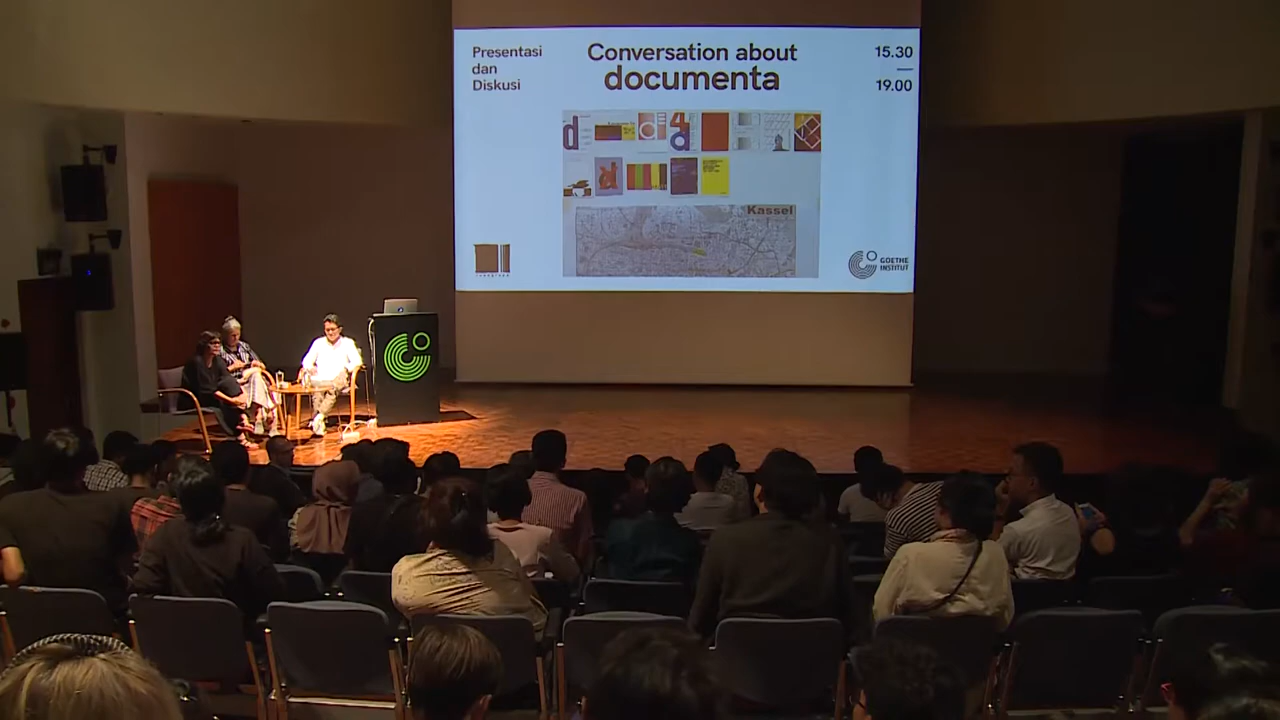 Presentasi
dan
Diskusi
Conversation about
documenta
15.30
—
19.00
Kassel
GOETHE
INSTITUT